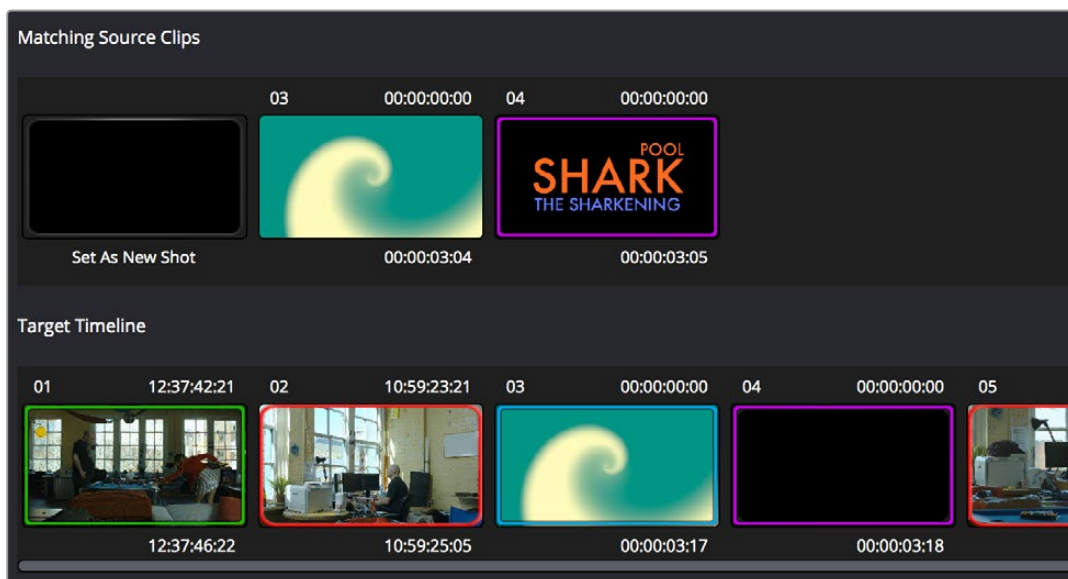 Matching Source Clips
03 00:00:00:00 04 00:00:00:00
POOL
SHARK
THE SHARKENING
Set As New Shot 00:00:03:04 00:00:03:05
Target Timeline
01 12:37:42:21 02 10:59:23:21 03 00:00:00:00 04 00:00:00:00 05
12:37:46:22 10:59:25:05 00:00:03:17 00:00:03:18